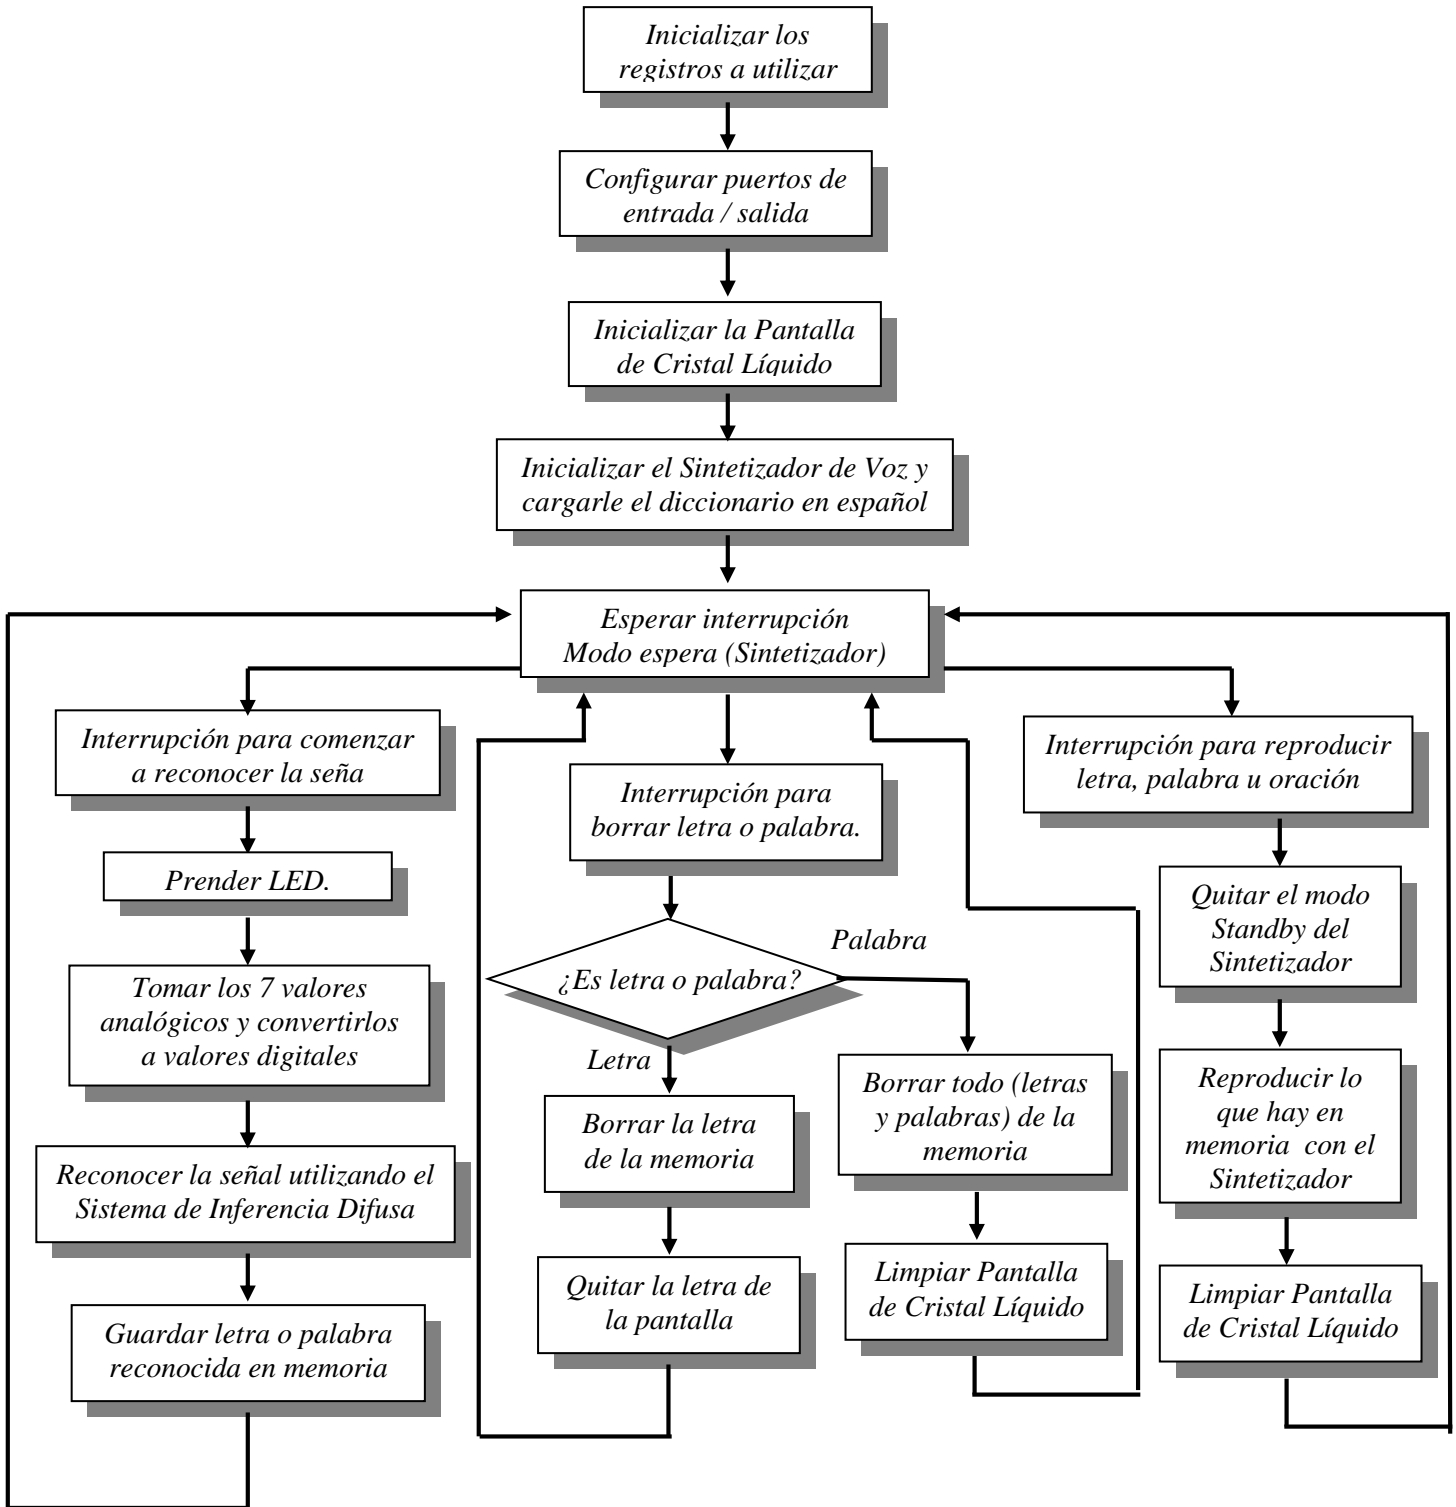 Inicializar los
registros a utilizar
Configurar puertos de
entrada / salida
Inicializar la Pantalla
de Cristal Líquido
Inicializar el Sintetizador de Voz y
cargarle el diccionario en español
Esperar interrupción
Modo espera (Sintetizador)
Interrupción para comenzar
a reconocer la seña
Prender LED.
Tomar los 7 valores
analógicos y convertirlos
a valores digitales
Reconocer la señal utilizando el
Sistema de Inferencia Difusa
Guardar letra o palabra
reconocida en memoria
Interrupción para
borrar letra o palabra.
¿Es letra o palabra?
Palabra
Letra
Borrar la letra
de la memoria
Quitar la letra de
la pantalla
Borrar todo (letras
y palabras) de la
memoria
Limpiar Pantalla
de Cristal Líquido
Interrupción para reproducir
letra, palabra u oración
Quitar el modo
Standby del
Sintetizador
Reproducir lo
que hay en
memoria  con el
Sintetizador
Limpiar Pantalla
de Cristal Líquido